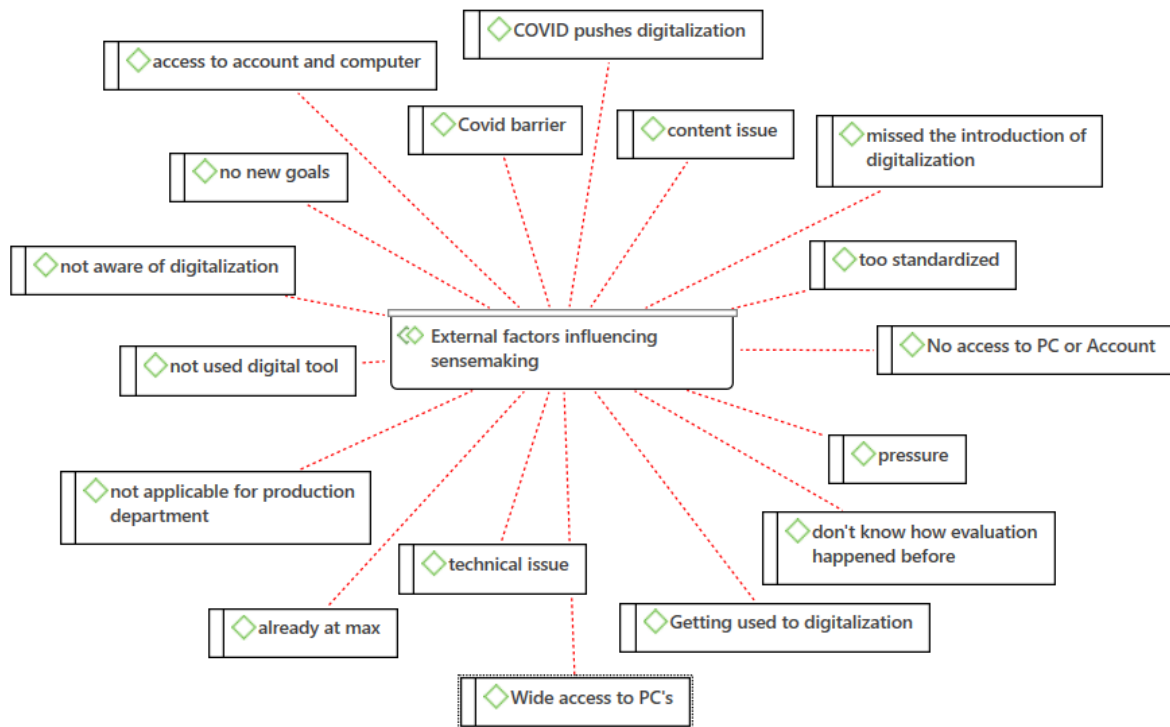 COVID pushes digitalization
access to account and computer
Covid barrier
content issue
missed the introduction of
digitalization
no new goals
not aware of digitalization
too standardized
External factors influencing
sensemaking
No access to PC or Account
not used digital tool
pressure
not applicable for production
department
don't know how evaluation
happened before
technical issue
already at max
Getting used to digitalization
Wide access to PC's